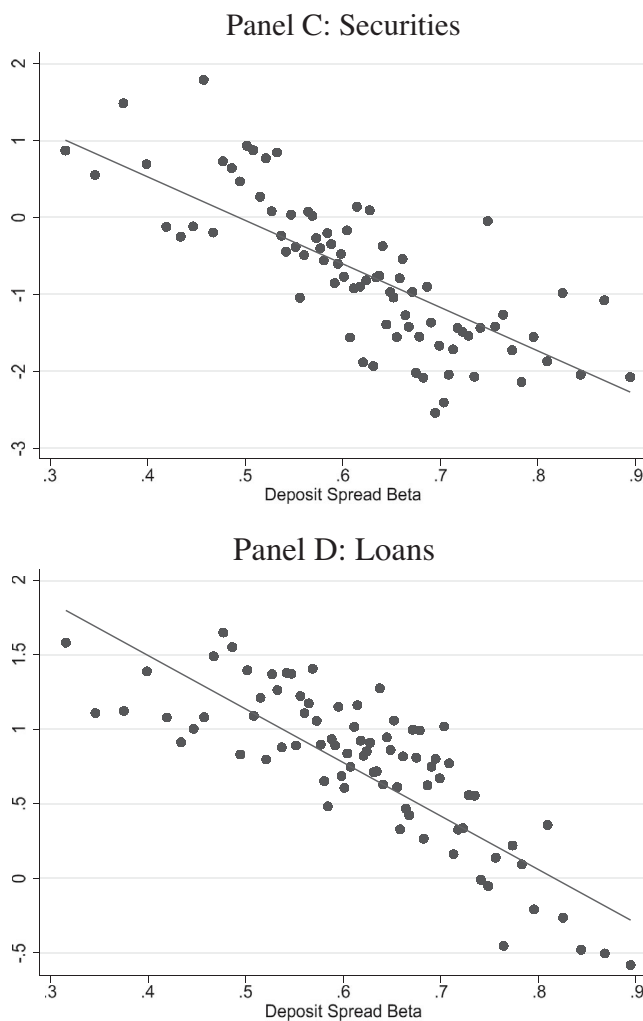 Panel C: Securities
2
1
0
-1
-2
-3
.3 .4 .5 .6 .7 .8 .9
Deposit Spread Beta
Panel D: Loans
2
1.5
1
.5
0
-.5
.3 .4 .5 .6 .7 .8 .9
Deposit Spread Beta